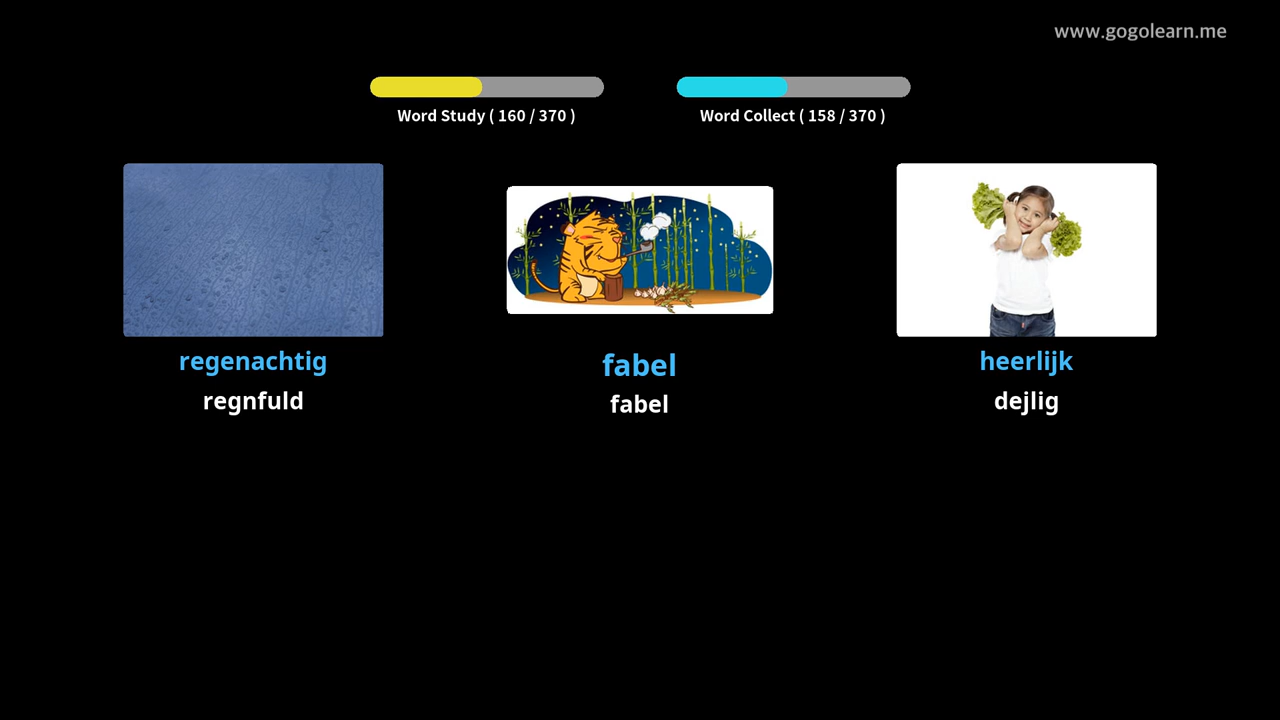 www.gogolearn.me
Word Study ( 160 / 370 )
Word Collect ( 158 / 370 )
regenachtig
regnfuld
fabel
fabel
heerlijk
dejlig